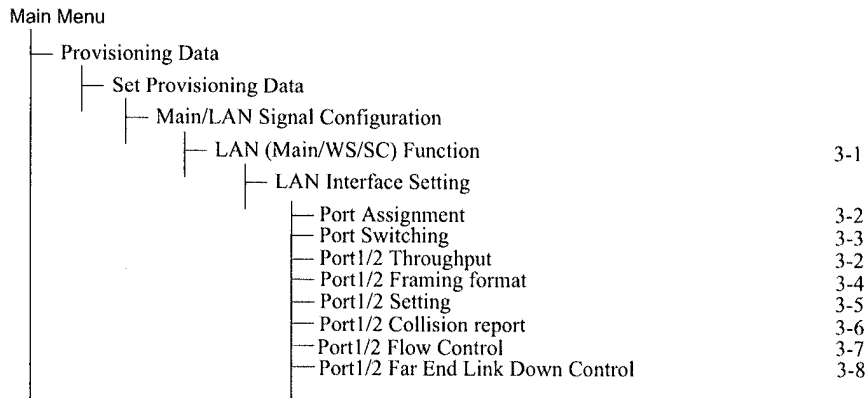 Main Menu
Provisioning Data
Set Provisioning Data
Main/LAN Signal Configuration
LAN (Main/WS/SC) Function 3-1
LAN Interface Setting
Port Assignment 3-2
Port Switching 3-3
Port1/2 Throughput 3-2
Port1/2 Framing format 3-4
Port1/2 Setting 3-5
Port1/2 Collision report 3-6
Port1/2 Flow Control 3-7
Port1/2 Far End Link Down Control 3-8